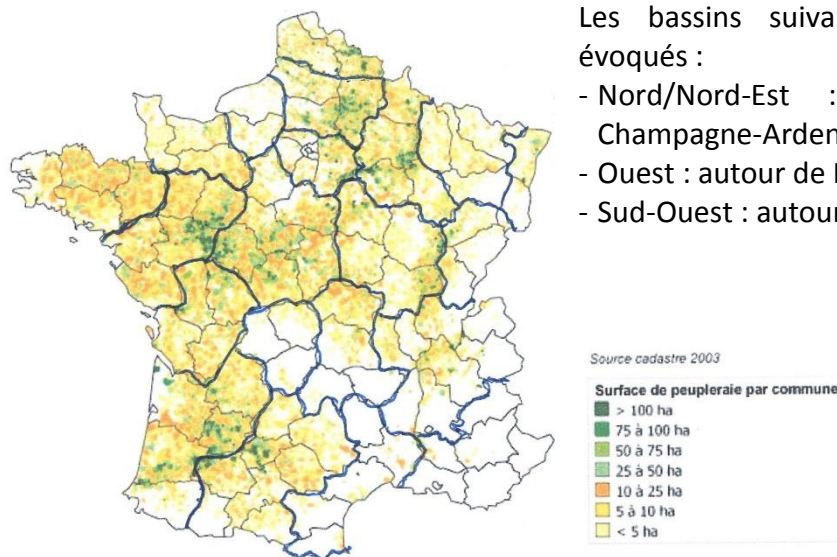 Les bassins suiva
évoqués :
- Nord/Nord-Est :
Champagne-Arden
- Ouest : autour de
- Sud-Ouest : autour
Source cadastre 2003
Surface de peupleraie par commune
> 100 ha
75 à 100 ha
50 à 75 ha
25 à 50 ha
10 à 25 ha
5 à 10 ha
< 5 ha